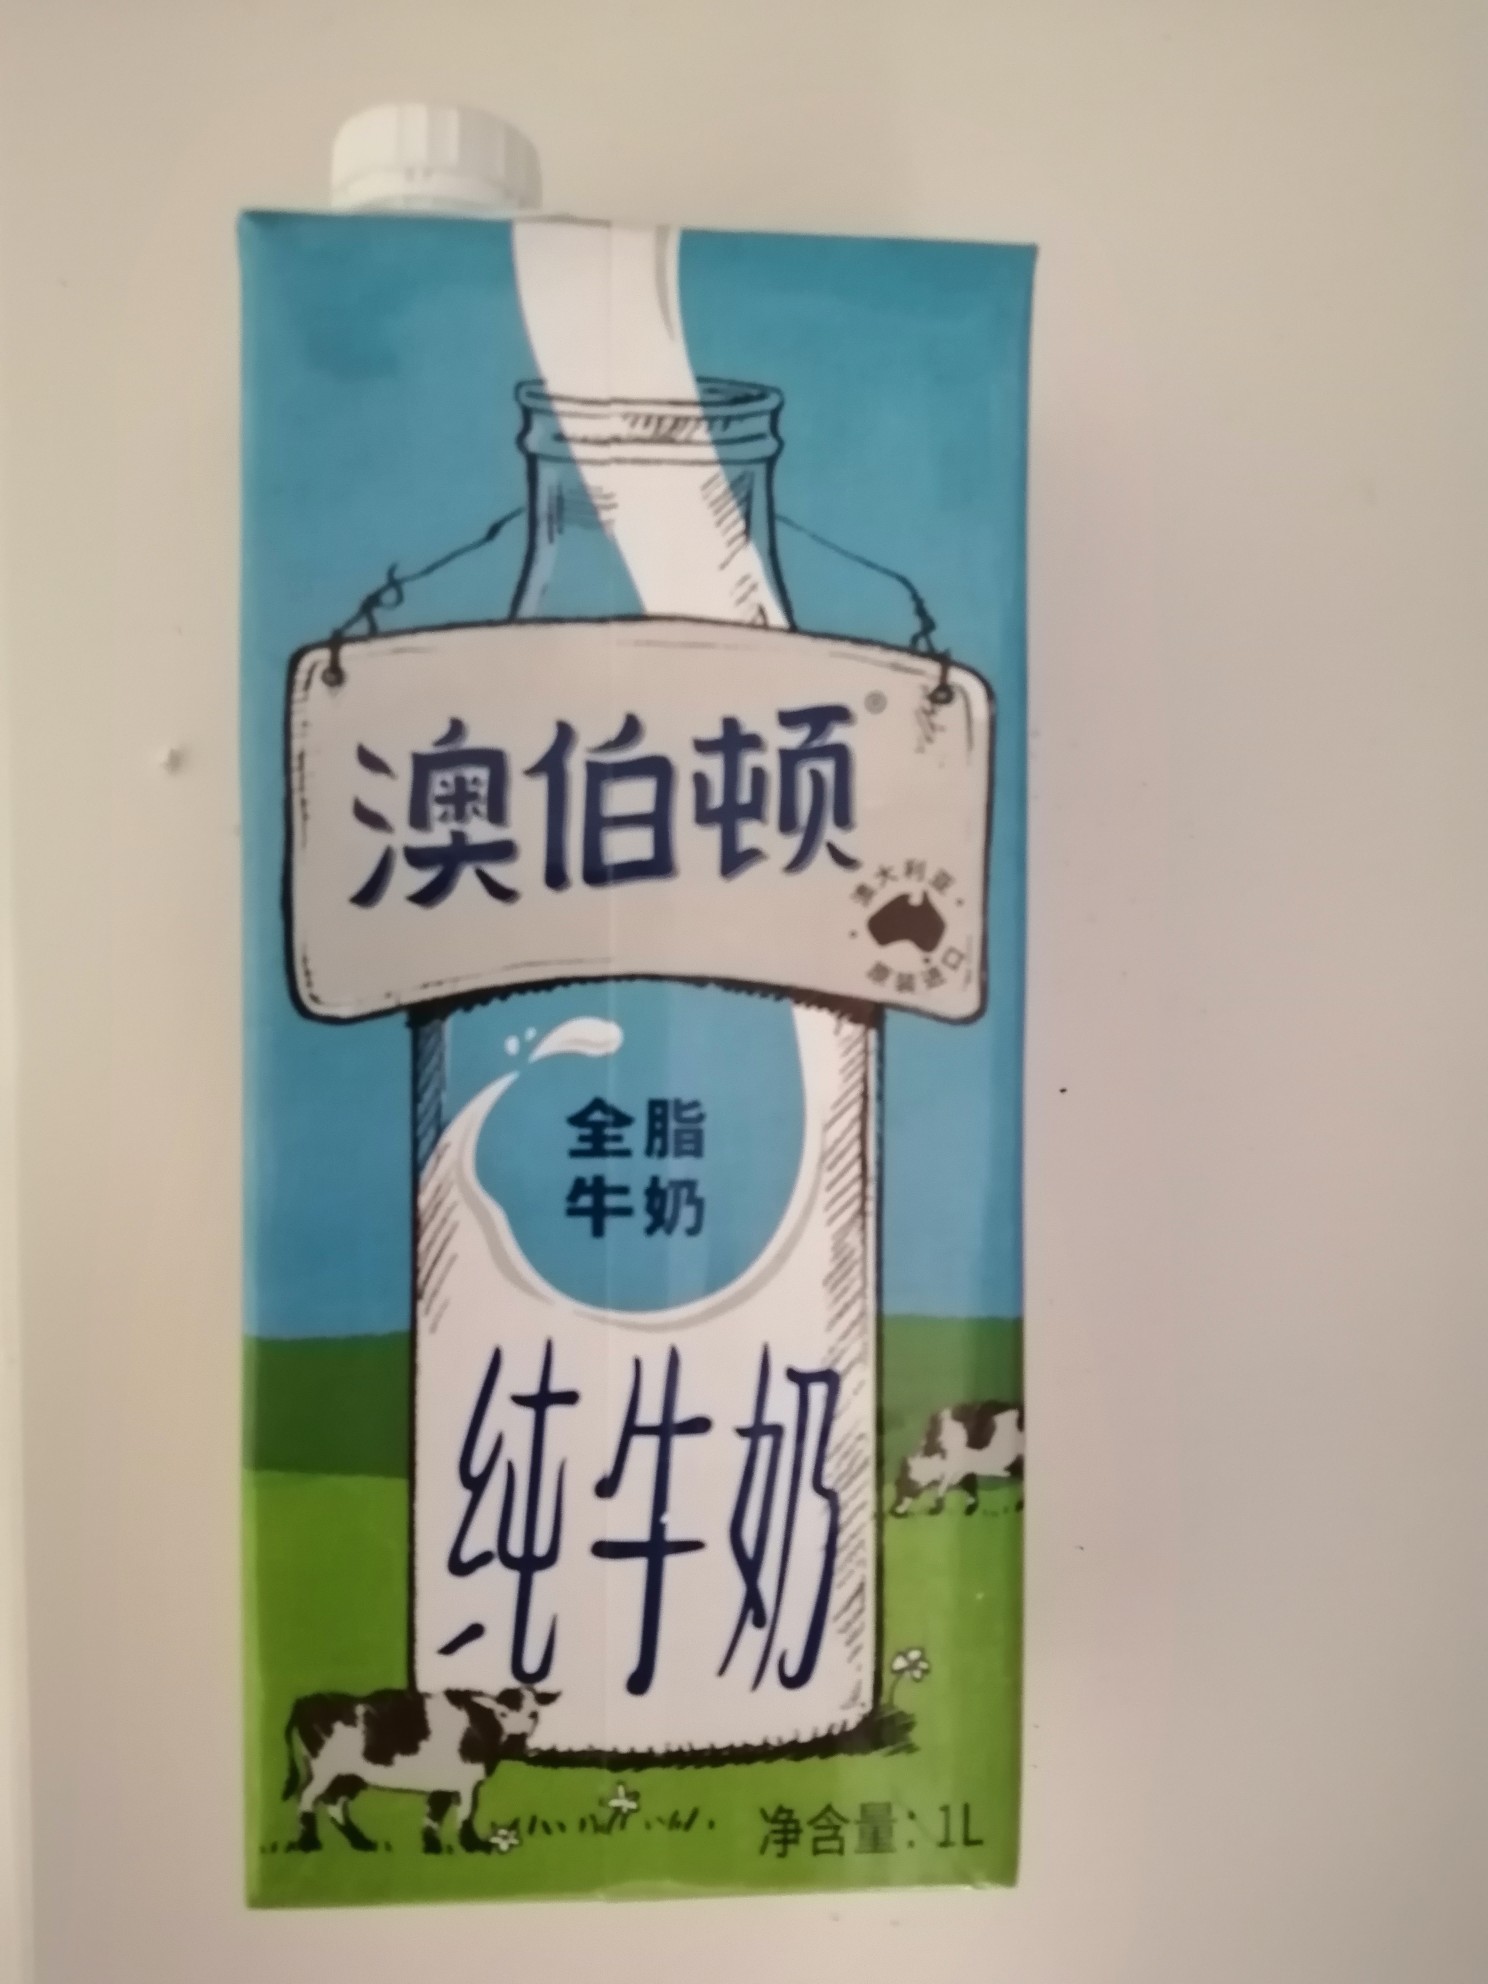 澳伯顿®
澳大利亚
原装进口
全脂
牛奶
纯牛奶
净含量：1L